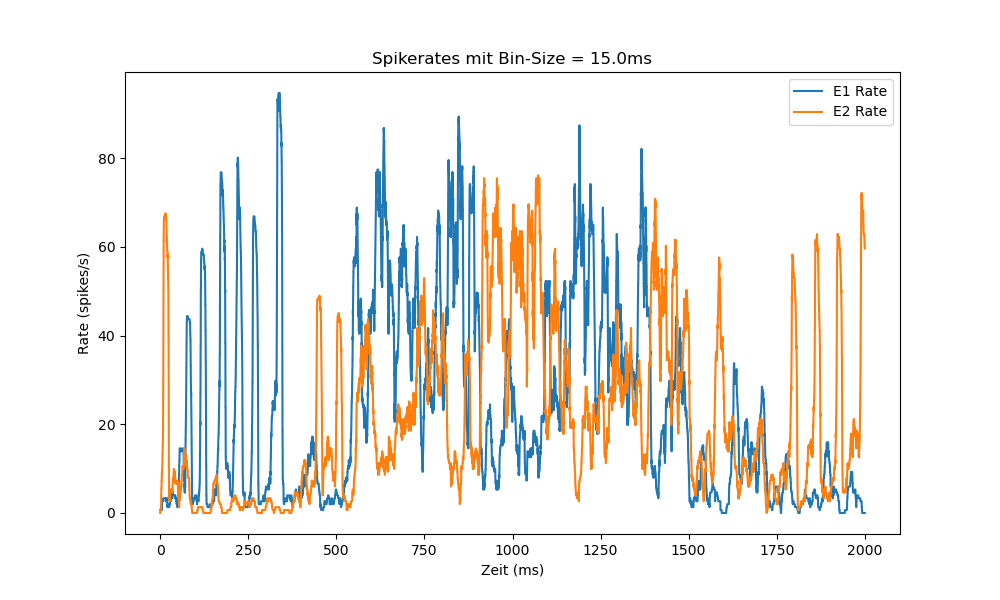 Spikerates mit Bin-Size = 15.0ms
E1 Rate
E2 Rate
Rate (spikes/s)
80
60
40
20
0
0 250 500 750 1000 1250 1500 1750 2000
Zeit (ms)